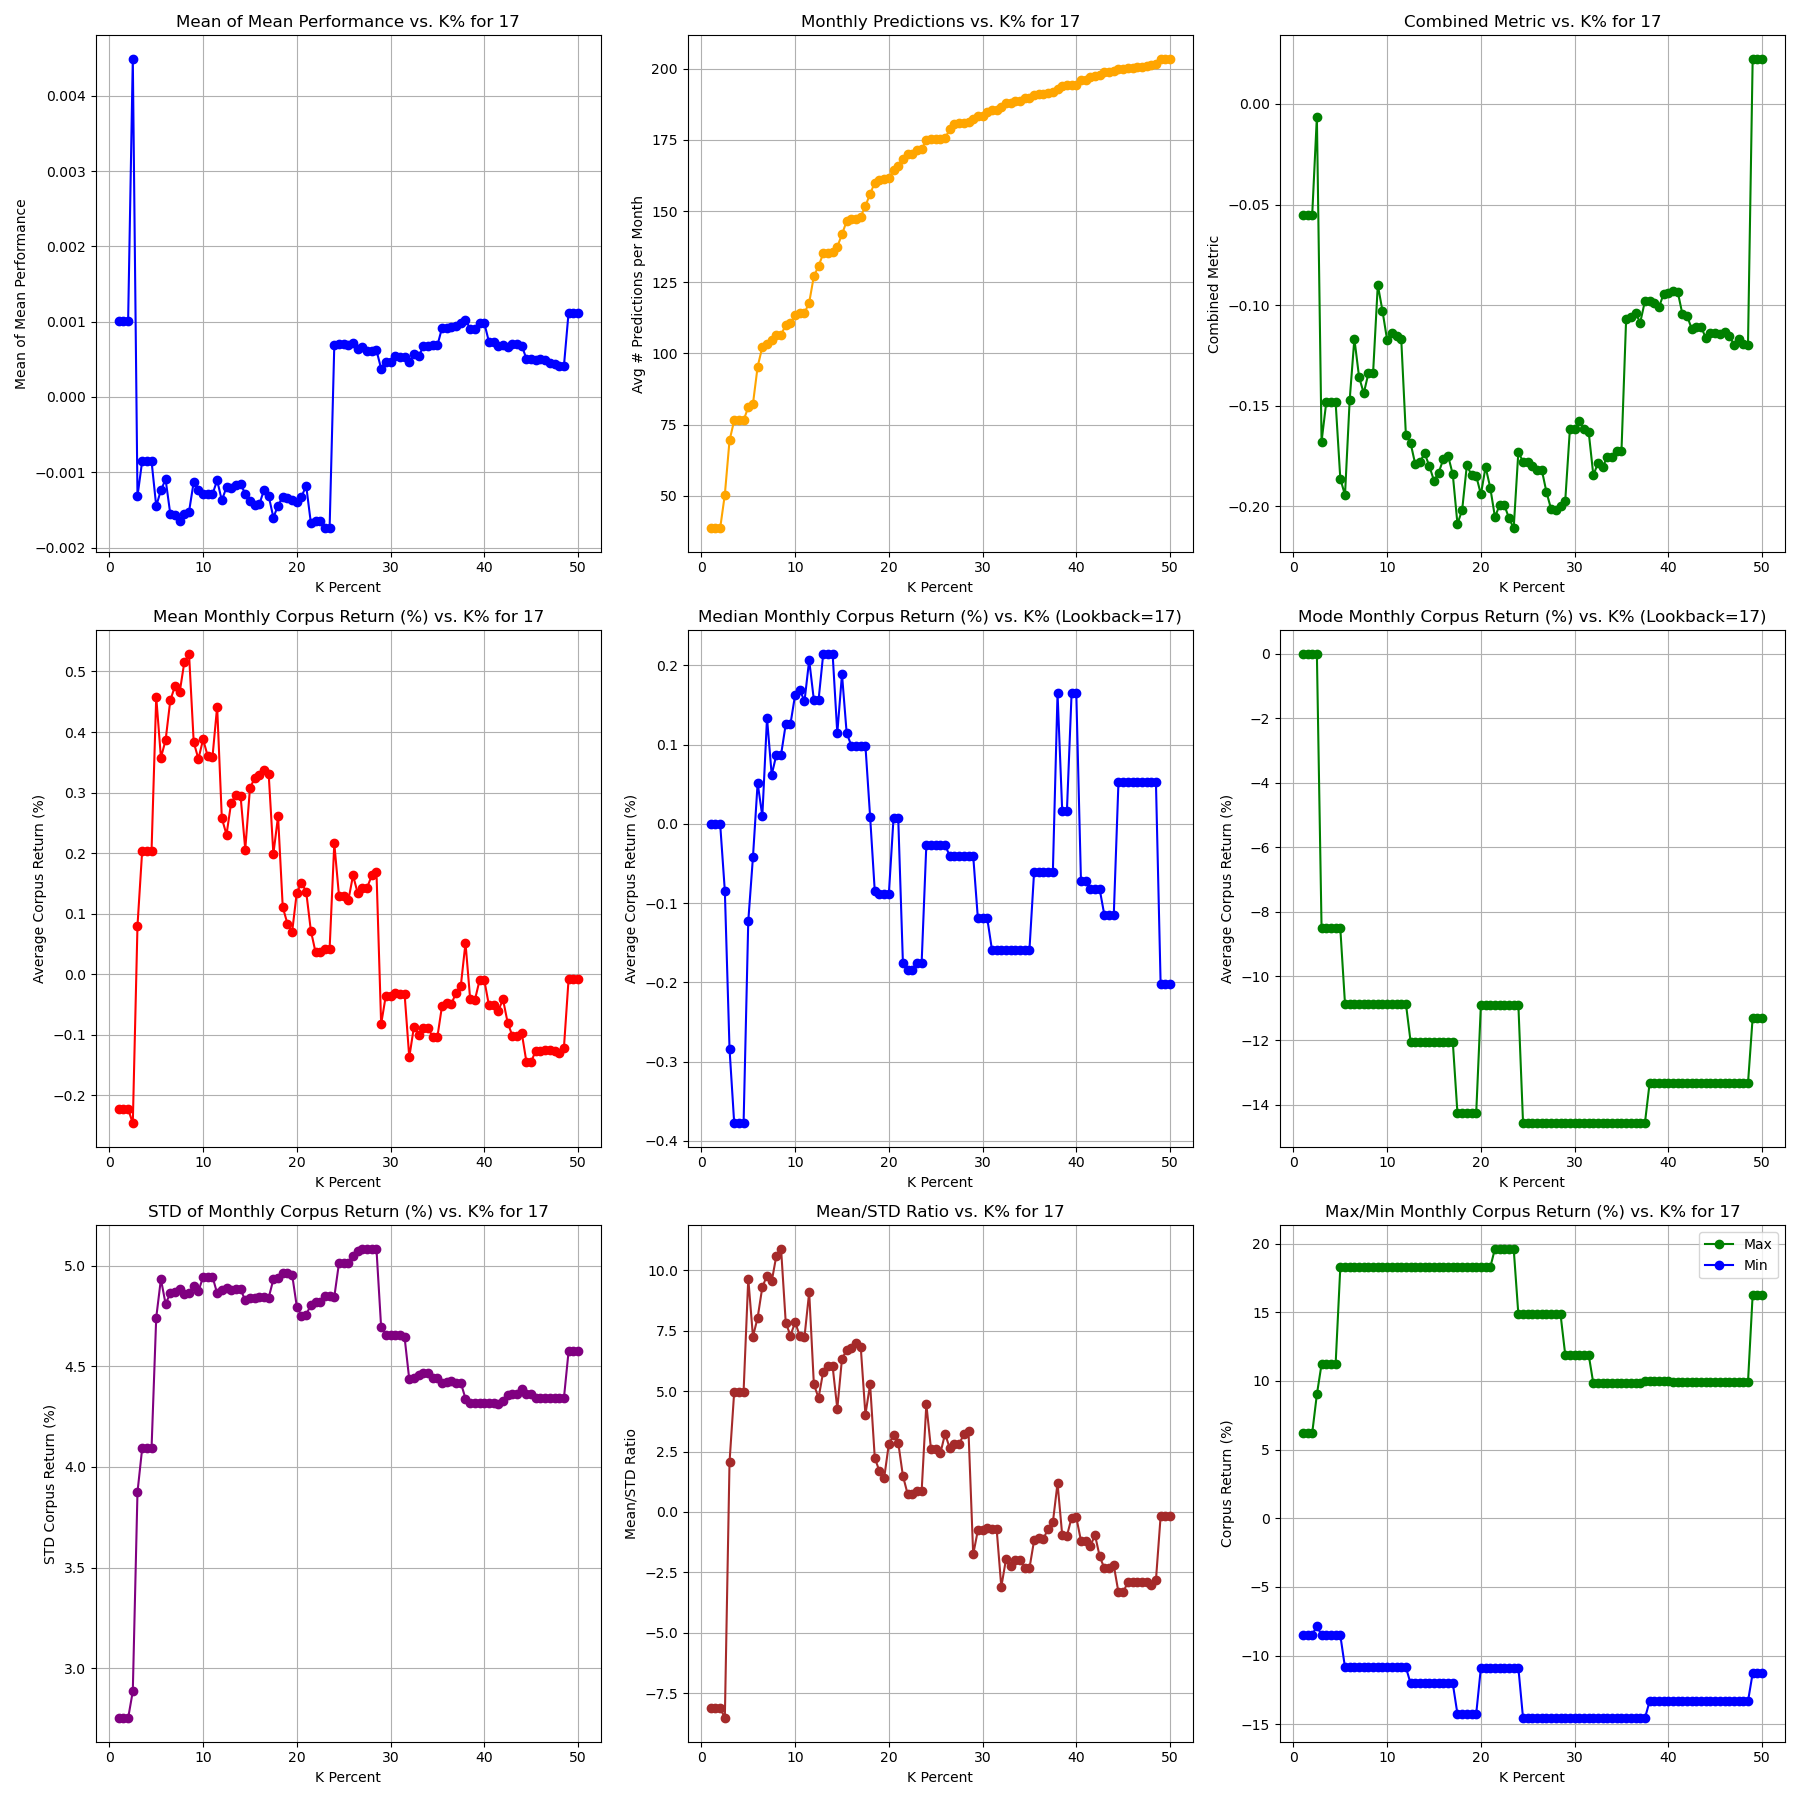 Mean of Mean Performance vs. K% for 17
Mean of Mean Performance
0.004
0.003
0.002
0.001
0.000
−0.001
−0.002
0 10 20 30 40 50
K Percent
Monthly Predictions vs. K% for 17
Avg # Predictions per Month
200
175
150
125
100
75
50
0 10 20 30 40 50
K Percent
Combined Metric vs. K% for 17
Combined Metric
0.00
−0.05
−0.10
−0.15
−0.20
0 10 20 30 40 50
K Percent
Mean Monthly Corpus Return (%) vs. K% for 17
Average Corpus Return (%)
0.5
0.4
0.3
0.2
0.1
0.0
−0.1
−0.2
0 10 20 30 40 50
K Percent
Median Monthly Corpus Return (%) vs. K% (Lookback=17)
Average Corpus Return (%)
0.2
0.1
0.0
−0.1
−0.2
−0.3
−0.4
0 10 20 30 40 50
K Percent
Mode Monthly Corpus Return (%) vs. K% (Lookback=17)
Average Corpus Return (%)
0
−2
−4
−6
−8
−10
−12
−14
0 10 20 30 40 50
K Percent
STD of Monthly Corpus Return (%) vs. K% for 17
STD Corpus Return (%)
5.0
4.5
4.0
3.5
3.0
0 10 20 30 40 50
K Percent
Mean/STD Ratio vs. K% for 17
Mean/STD Ratio
10.0
7.5
5.0
2.5
0.0
−2.5
−5.0
−7.5
0 10 20 30 40 50
K Percent
Max/Min Monthly Corpus Return (%) vs. K% for 17
Corpus Return (%)
20
15
10
5
0
−5
−10
−15
Max
Min
0 10 20 30 40 50
K Percent